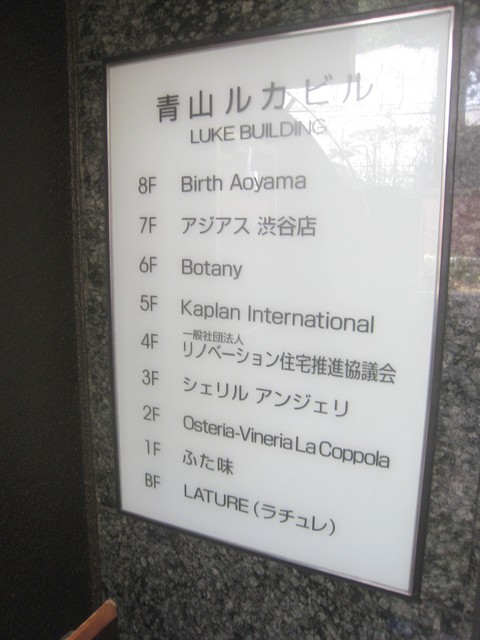 青山ルカビル
LUKE BUILDING
8F Birth Aoyama
7F アジアス 渋谷店
6F Botany
5F Kaplan International
4F 一般社団法人
リノベーション住宅推進協議会
3F シェリル アンジェリ
2F Osteria-Vineria La Coppola
1F ふた味
BF LATURE(ラチュレ)